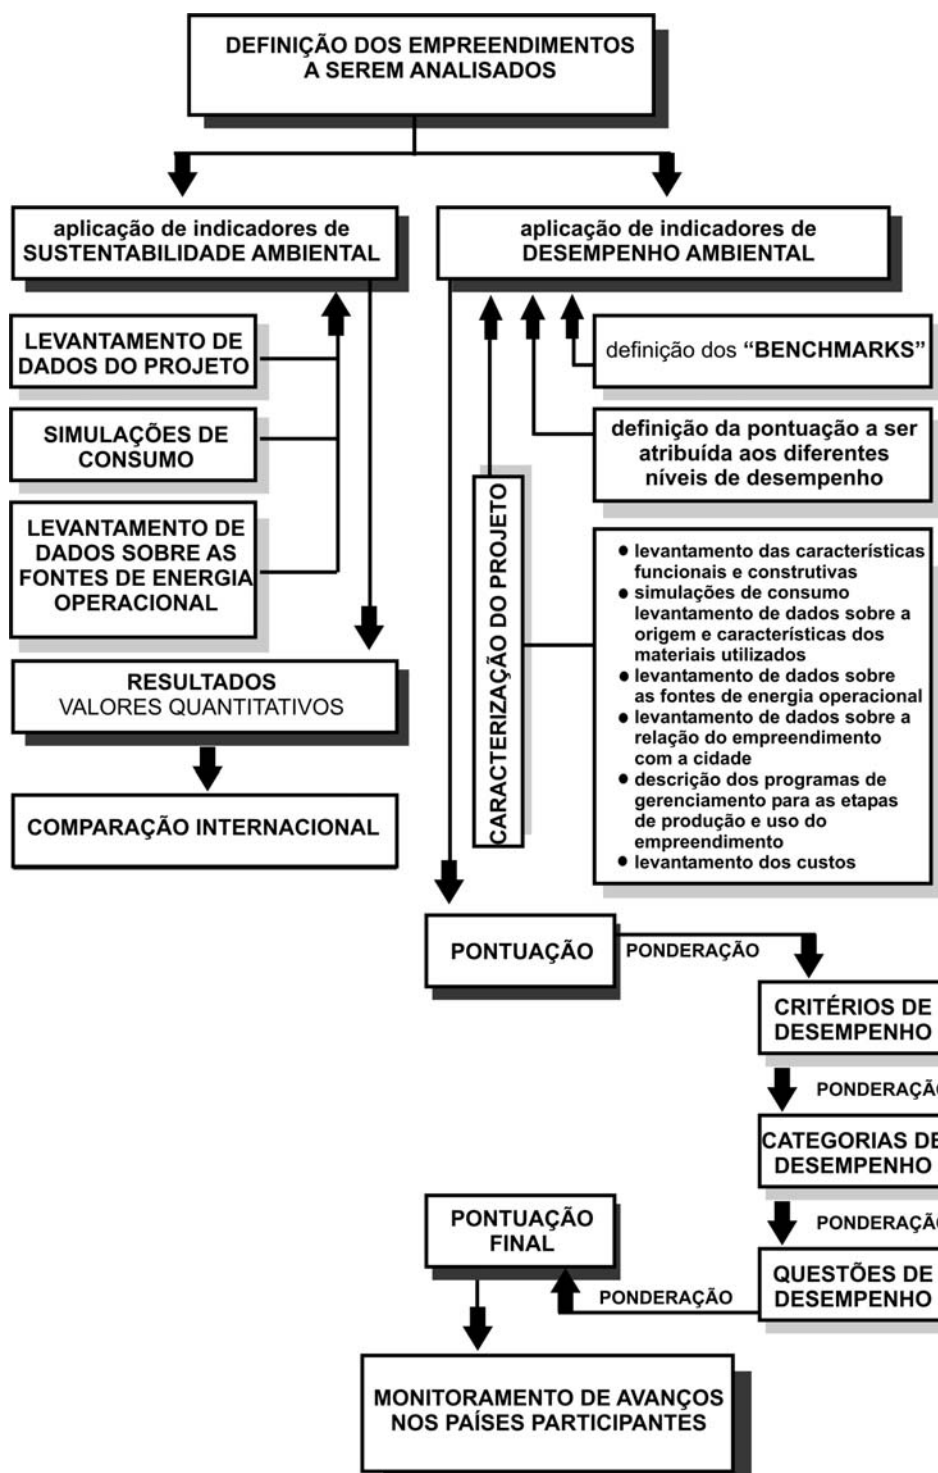 DEFINIÇÃO DOS EMPREENDIMENTOS
A SEREM ANALISADOS
aplicação de indicadores de
SUSTENTABILIDADE AMBIENTAL
aplicação de indicadores de
DESEMPENHO AMBIENTAL
LEVANTAMENTO DE
DADOS DO PROJETO
SIMULAÇÕES DE
CONSUMO
LEVANTAMENTO DE
DADOS SOBRE AS
FONTES DE ENERGIA
OPERACIONAL
RESULTADOS
VALORES QUANTITATIVOS
COMPARAÇÃO INTERNACIONAL
definição dos “BENCHMARKS”
definição da pontuação a ser
atribuída aos diferentes
níveis de desempenho
CARACTERIZAÇÃO DO PROJETO
● levantamento das características
funcionais e construtivas
● simulações de consumo
levantamento de dados sobre a
origem e características dos
materiais utilizados
● levantamento de dados sobre
as fontes de energia operacional
● levantamento de dados sobre a
relação do empreendimento
com a cidade
● descrição dos programas de
gerenciamento para as etapas
de produção e uso do
empreendimento
● levantamento dos custos
PONTUAÇÃO
PONDERAÇÃO
CRITÉRIOS DE
DESEMPENHO
PONDERAÇÃO
CATEGORIAS DE
DESEMPENHO
PONDERAÇÃO
QUESTÕES DE
DESEMPENHO
PONDERAÇÃO
PONTUAÇÃO
FINAL
MONITORAMENTO DE AVANÇOS
NOS PAÍSES PARTICIPANTES